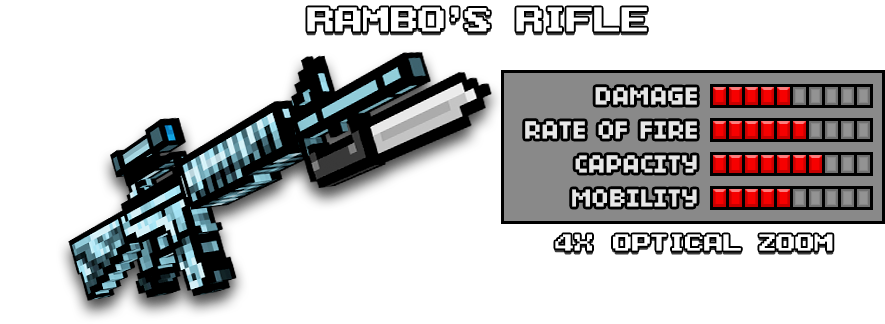 RAMBO'S RIFLE
DAMAGE
RATE OF FIRE
CAPACITY
MOBILITY
4X OPTICAL ZOOM